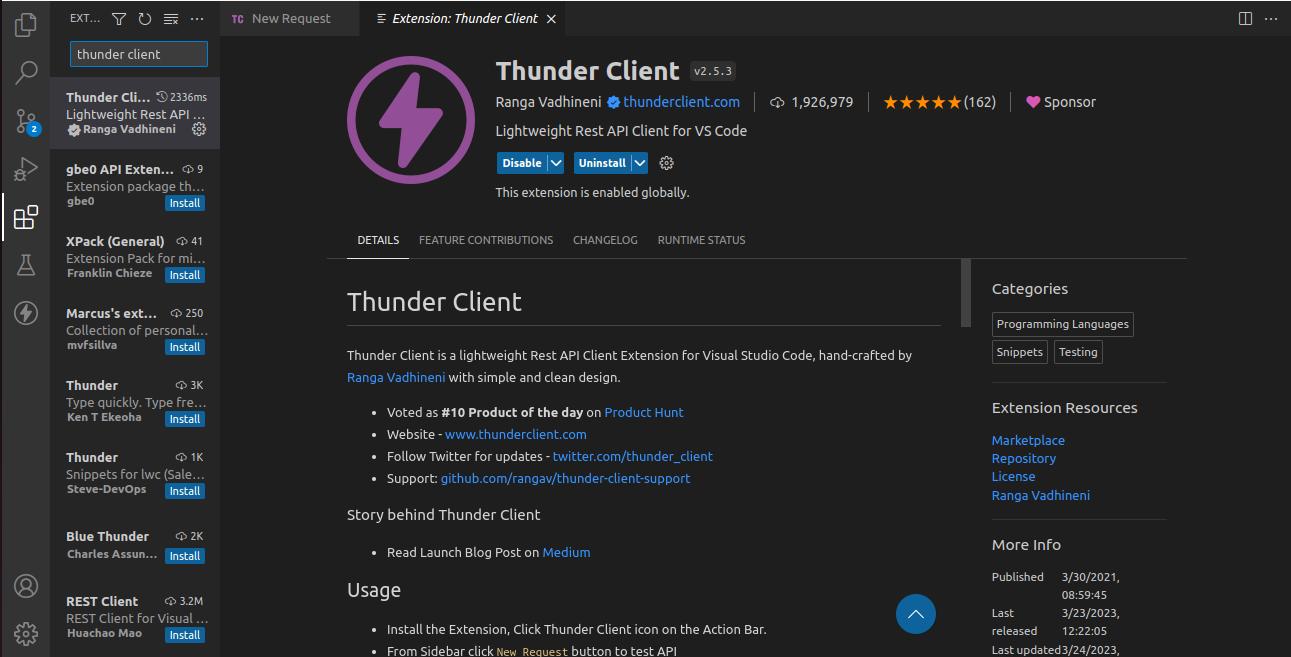 EXT...
thunder client
Thunder Cli... 2336ms
Lightweight Rest API ...
Ranga Vadhineni
gbe0 API Exten... 9
Extension package th...
gbe0 Install
XPack (General) 41
Extension Pack for mi...
Franklin Chieze Install
Marcus's ext... 250
Collection of personal...
mvfsillva Install
Thunder 3K
Type quickly. Type fre...
Ken T Ekeoha Install
Thunder 1K
Snippets for lwc (Sale...
Steve-DevOps Install
Blue Thunder 2K
Charles Assun... Install
REST Client 3.2M
REST Client for Visual ...
Huachao Mao Install
2
TC New Request
Extension: Thunder Client
Thunder Client v2.5.3
Ranga Vadhineni thunderclient.com 1,926,979 (162) Sponsor
Lightweight Rest API Client for VS Code
Disable Uninstall
This extension is enabled globally.
DETAILS FEATURE CONTRIBUTIONS CHANGELOG RUNTIME STATUS
Thunder Client
Thunder Client is a lightweight Rest API Client Extension for Visual Studio Code, hand-crafted by
Ranga Vadhineni with simple and clean design.
• Voted as #10 Product of the day on Product Hunt
• Website - www.thunderclient.com
• Follow Twitter for updates - twitter.com/thunder_client
• Support: github.com/rangav/thunder-client-support
Story behind Thunder Client
• Read Launch Blog Post on Medium
Usage
• Install the Extension, Click Thunder Client icon on the Action Bar.
• From Sidebar click New Request button to test API
Categories
Programming Languages
Snippets Testing
Extension Resources
Marketplace
Repository
License
Ranga Vadhineni
More Info
Published 3/30/2021,
08:59:45
Last 3/23/2023,
released 12:22:05
Last updated 3/24/2023,